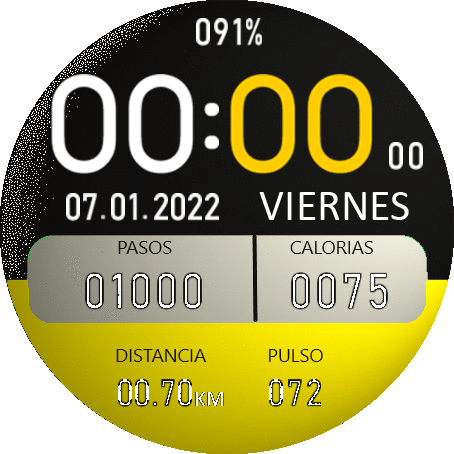 091%
00:00 00
07.01.2022 VIERNES
PASOS CALORIAS
01000 0075
DISTANCIA PULSO
00.70KM 072